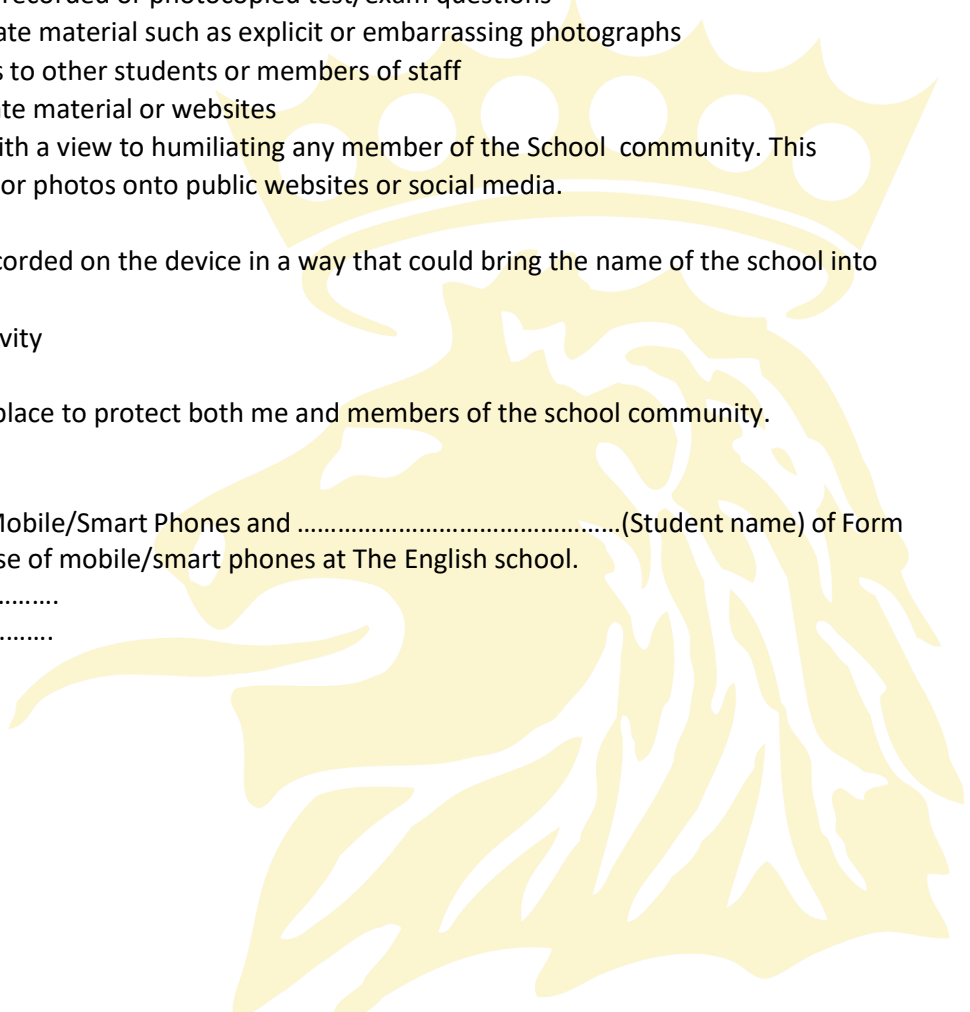 recorded or photocopied test/exam questions
ate material such as explicit or embarrassing photographs
s to other students or members of staff
ate material or websites
ith a view to humiliating any member of the School community. This
or photos onto public websites or social media.
corded on the device in a way that could bring the name of the school into
vity
place to protect both me and members of the school community.
Mobile/Smart Phones and …………………………………………(Student name) of Form
se of mobile/smart phones at The English school.
……….
……….